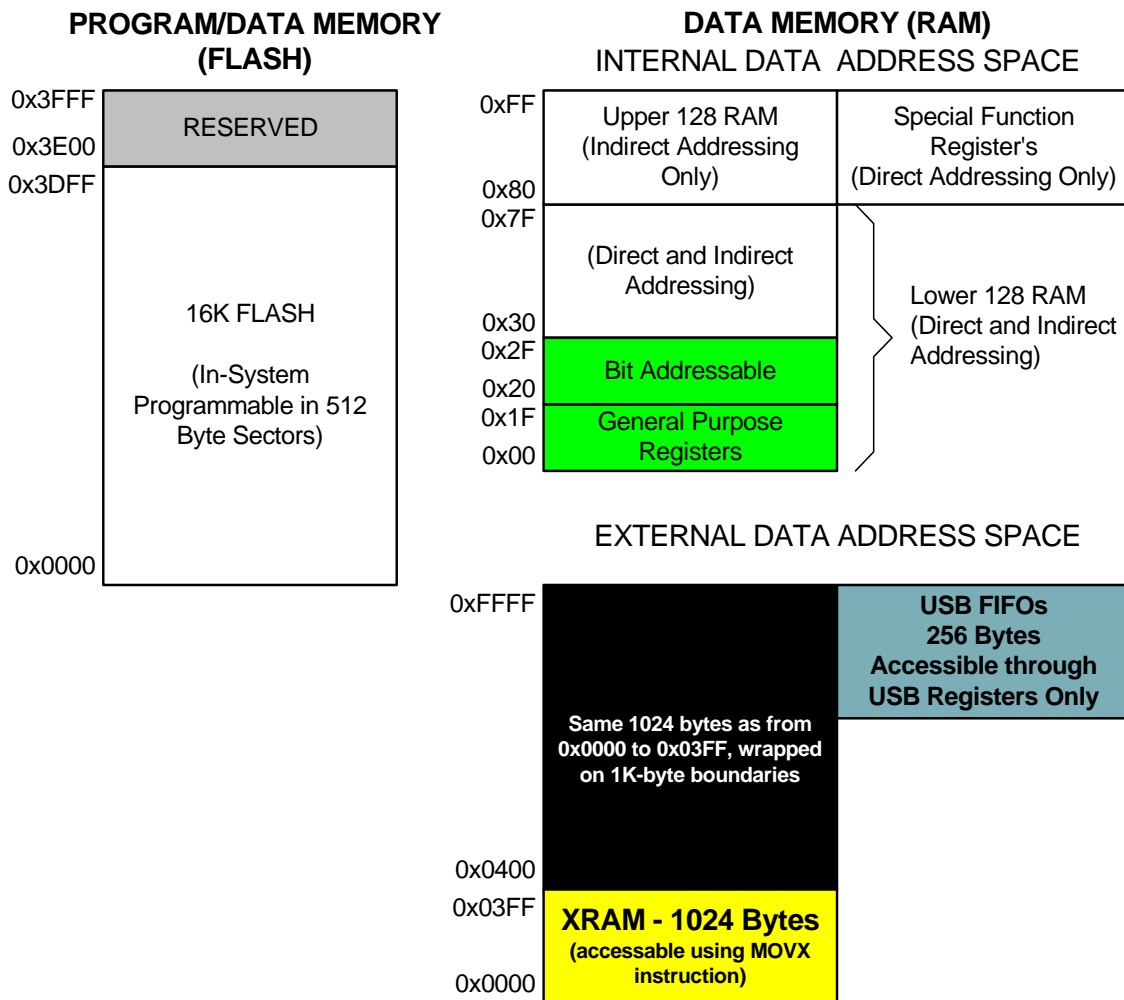 PROGRAM/DATA MEMORY
(FLASH)
0x3FFF
RESERVED
0x3E00
0x3DFF
16K FLASH
(In-System
Programmable in 512
Byte Sectors)
0x0000
DATA MEMORY (RAM)
INTERNAL DATA ADDRESS SPACE
0xFF
Upper 128 RAM
(Indirect Addressing
Only)
0x80
Special Function
Register's
(Direct Addressing Only)
0x7F
(Direct and Indirect
Addressing)
0x30
Lower 128 RAM
(Direct and Indirect
Addressing)
0x2F
Bit Addressable
0x20
0x1F
General Purpose
Registers
0x00
EXTERNAL DATA ADDRESS SPACE
0xFFFF
Same 1024 bytes as from
0x0000 to 0x03FF, wrapped
on 1K-byte boundaries
0x0400
USB FIFOs
256 Bytes
Accessible through
USB Registers Only
0x03FF
XRAM - 1024 Bytes
(accessable using MOVX
instruction)
0x0000